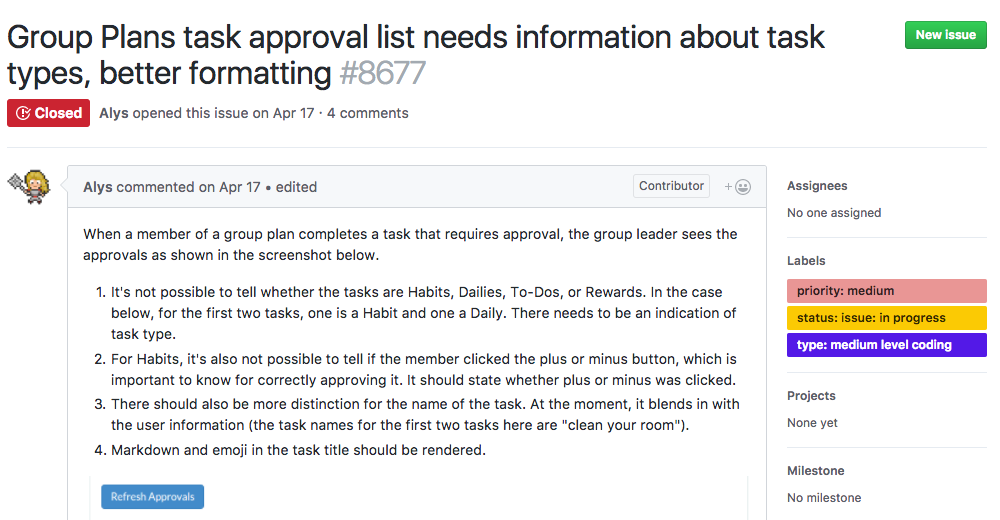 Group Plans task approval list needs information about task
types, better formatting #8677
New issue
Closed
Alys opened this issue on Apr 17 · 4 comments
Alys commented on Apr 17 • edited
Contributor
When a member of a group plan completes a task that requires approval, the group leader sees the
approvals as shown in the screenshot below.
1. It's not possible to tell whether the tasks are Habits, Dailies, To-Dos, or Rewards. In the case
below, for the first two tasks, one is a Habit and one a Daily. There needs to be an indication of
task type.
2. For Habits, it's also not possible to tell if the member clicked the plus or minus button, which is
important to know for correctly approving it. It should state whether plus or minus was clicked.
3. There should also be more distinction for the name of the task. At the moment, it blends in with
the user information (the task names for the first two tasks here are "clean your room").
4. Markdown and emoji in the task title should be rendered.
Refresh Approvals
Assignees
No one assigned
Labels
priority: medium
status: issue: in progress
type: medium level coding
Projects
None yet
Milestone
No milestone